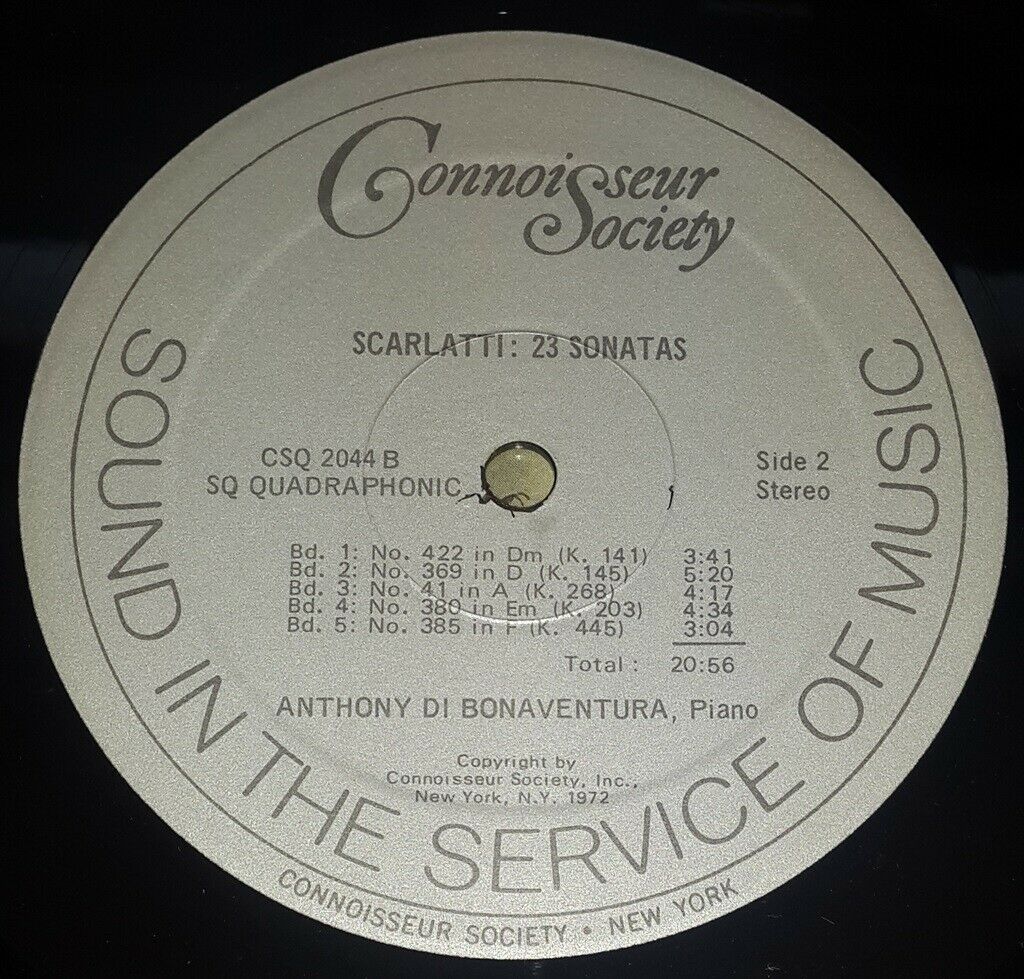 Connoisseur
Society
SCARLATTI: 23 SONATAS
CSQ 2044 B
SQ QUADRAPHONIC
Side 2
Stereo
Bd. 1: No. 422 in Dm (K. 141) 3:41
Bd. 2: No. 369 in D (K. 145) 5:20
Bd. 3: No. 41 in A (K. 268) 4:17
Bd. 4: No. 380 in Em (K. 203) 4:34
Bd. 5: No. 385 in F (K. 445) 3:04
Total: 20:56
ANTHONY DI BONAVENTURA, Piano
Copyright by
Connoisseur Society, Inc.,
New York, N.Y. 1972
SOUND IN THE SERVICE OF MUSIC
CONNOISSEUR SOCIETY • NEW YORK